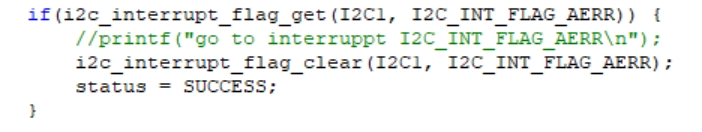 if(i2c_interrupt_flag_get(I2C1, I2C_INT_FLAG_AERR)) {
    //printf("go to interruppt I2C_INT_FLAG_AERR\n");
    i2c_interrupt_flag_clear(I2C1, I2C_INT_FLAG_AERR);
    status = SUCCESS;
}